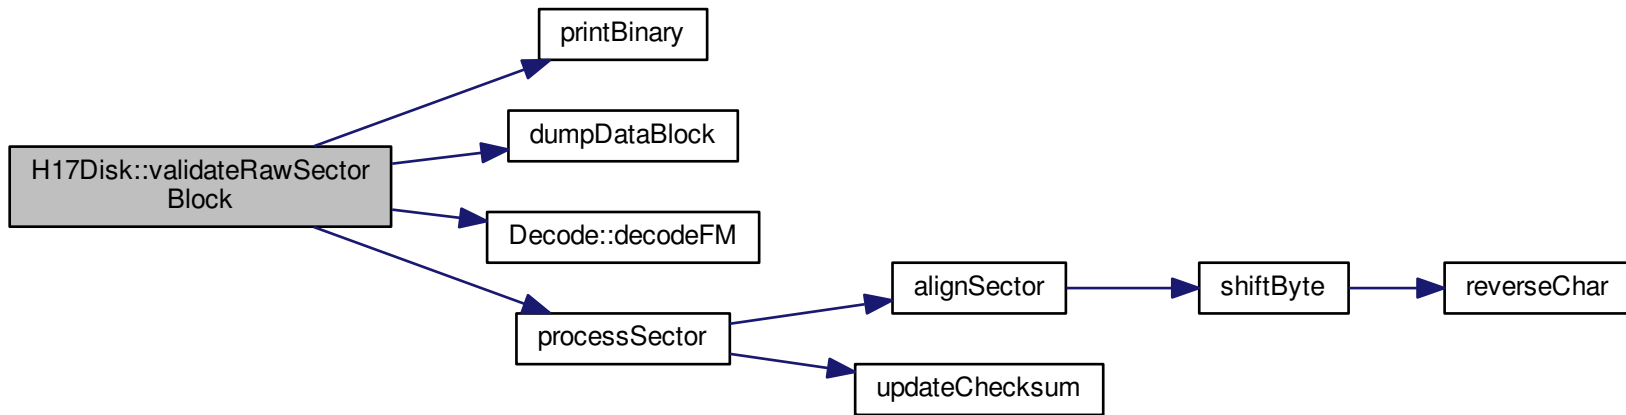 printBinary
dumpDataBlock
H17Disk::validateRawSector
Block
Decode::decodeFM
processSector
alignSector
shiftByte
reverseChar
updateChecksum